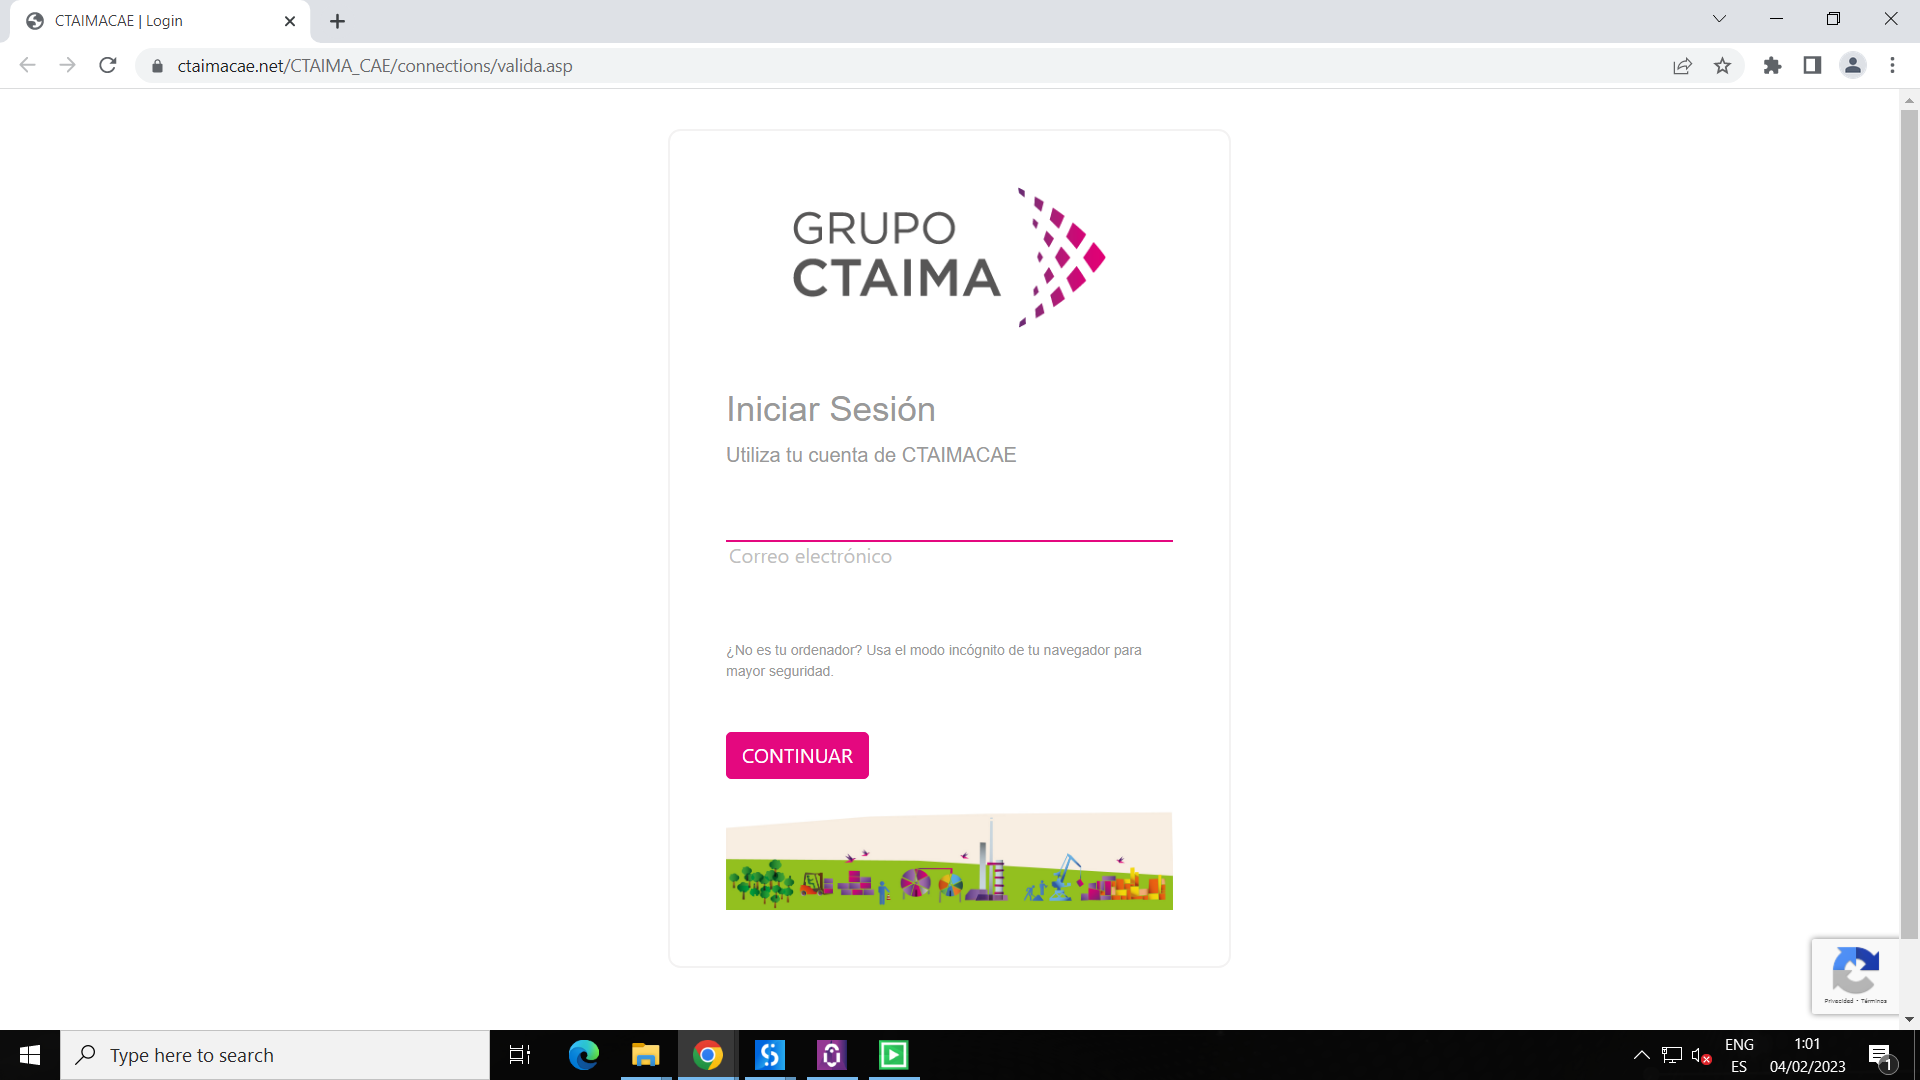 CTAIMACAE | Login
ctaimacae.net/CTAIMA_CAE/connections/valida.asp
GRUPO
CTAIMA
Iniciar Sesión
Utiliza tu cuenta de CTAIMACAE
Correo electrónico
¿No es tu ordenador? Usa el modo incógnito de tu navegador para
mayor seguridad.
CONTINUAR
Privacidad - Términos
Type here to search
ENG
ES
1:01
04/02/2023
1